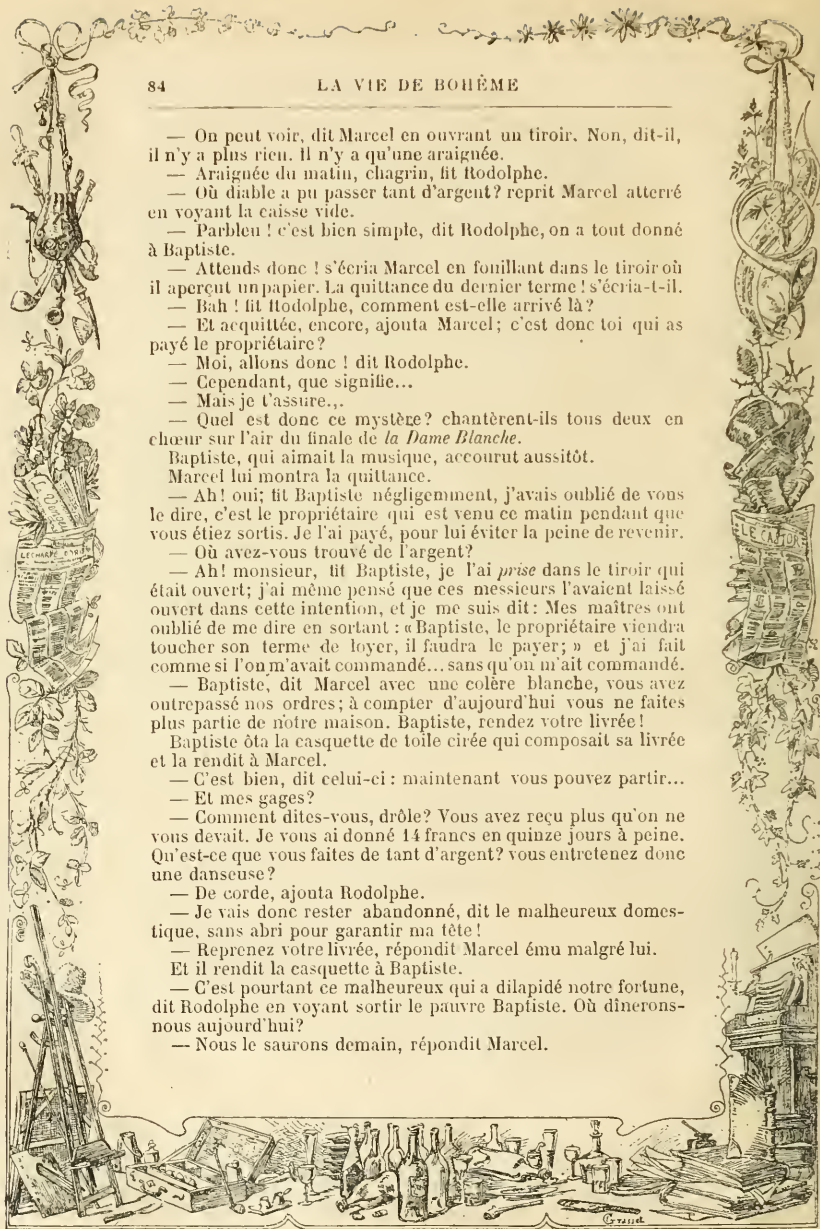 84
LA VIE DE BOHÊME
— On peut voir, dit Marcel en ouvrant un tiroir. Non, dit-il,
il n'y a plus rien. il n'y a qu'une araignée.
— Araignée du matin, chagrin, fit Rodolphe.
— Où diable a pu passer tant d'argent? reprit Marcel atterré
en voyant la caisse vide.
— Parbleu ! c'est bien simple, dit Rodolphe, on a tout donné
à Baptiste.
— Attends donc ! s'écria Marcel en fouillant dans le tiroir où
il aperçut un papier. La quittance du dernier terme ! s'écria-t-il.
— Bah ! fit Rodolphe, comment est-elle arrivé là?
— Et acquittée, encore, ajouta Marcel; c'est donc toi qui as
payé le propriétaire?
— Moi, allons donc ! dit Rodolphe.
— Cependant, que signifie...
— Mais je t'assure.,.
— Quel est donc ce mystère? chantèrent-ils tous deux en
chœur sur l'air du finale de la Dame Blanche.
Baptiste, qui aimait la musique, accourut aussitôt.
Marcel lui montra la quittance.
— Ah! oui; fit Baptiste négligemment, j'avais oublié de vous
le dire, c'est le propriétaire qui est venu ce matin pendant que
vous étiez sortis. Je l'ai payé, pour lui éviter la peine de revenir.
— Où avez-vous trouvé de l'argent?
— Ah! monsieur, fit Baptiste, je l'ai prise dans le tiroir qui
était ouvert; j'ai même pensé que ces messieurs l'avaient laissé
ouvert dans cette intention, et je me suis dit: Mes maîtres ont
oublié de me dire en sortant : « Baptiste, le propriétaire viendra
toucher son terme de loyer, il faudra le payer; » et j'ai fait
comme si l'on m'avait commandé... sans qu'on m'ait commandé.
— Baptiste, dit Marcel avec une colère blanche, vous avez
outrepassé nos ordres; à compter d'aujourd'hui vous ne faites
plus partie de notre maison. Baptiste, rendez votre livrée!
Baptiste ôta la casquette de toile cirée qui composait sa livrée
et la rendit à Marcel.
— C'est bien, dit celui-ci : maintenant vous pouvez partir...
— Et mes gages?
— Comment dites-vous, drôle? Vous avez reçu plus qu'on ne
vous devait. Je vous ai donné 14 francs en quinze jours à peine.
Qu'est-ce que vous faites de tant d'argent? vous entretenez donc
une danseuse?
— De corde, ajouta Rodolphe.
— Je vais donc rester abandonné, dit le malheureux domes-
tique, sans abri pour garantir ma tête!
— Reprenez votre livrée, répondit Marcel ému malgré lui.
Et il rendit la casquette à Baptiste.
— C'est pourtant ce malheureux qui a dilapidé notre fortune,
dit Rodolphe en voyant sortir le pauvre Baptiste. Où dînerons-
nous aujourd'hui?
— Nous le saurons demain, répondit Marcel.
LE CASTOR